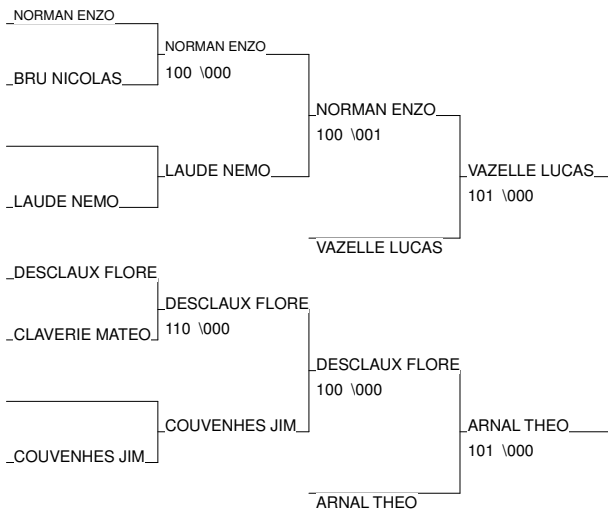 NORMAN ENZO
NORMAN ENZO
BRU NICOLAS
100 \000
NORMAN ENZO
100 \001
LAUDE NEMO
VAZELLE LUCAS
101 \000
LAUDE NEMO
VAZELLE LUCAS
DESCLAUX FLORE
DESCLAUX FLORE
110 \000
CLAVERIE MATEO
DESCLAUX FLORE
100 \000
COUVENHES JIM
ARNAL THEO
101 \000
COUVENHES JIM
ARNAL THEO